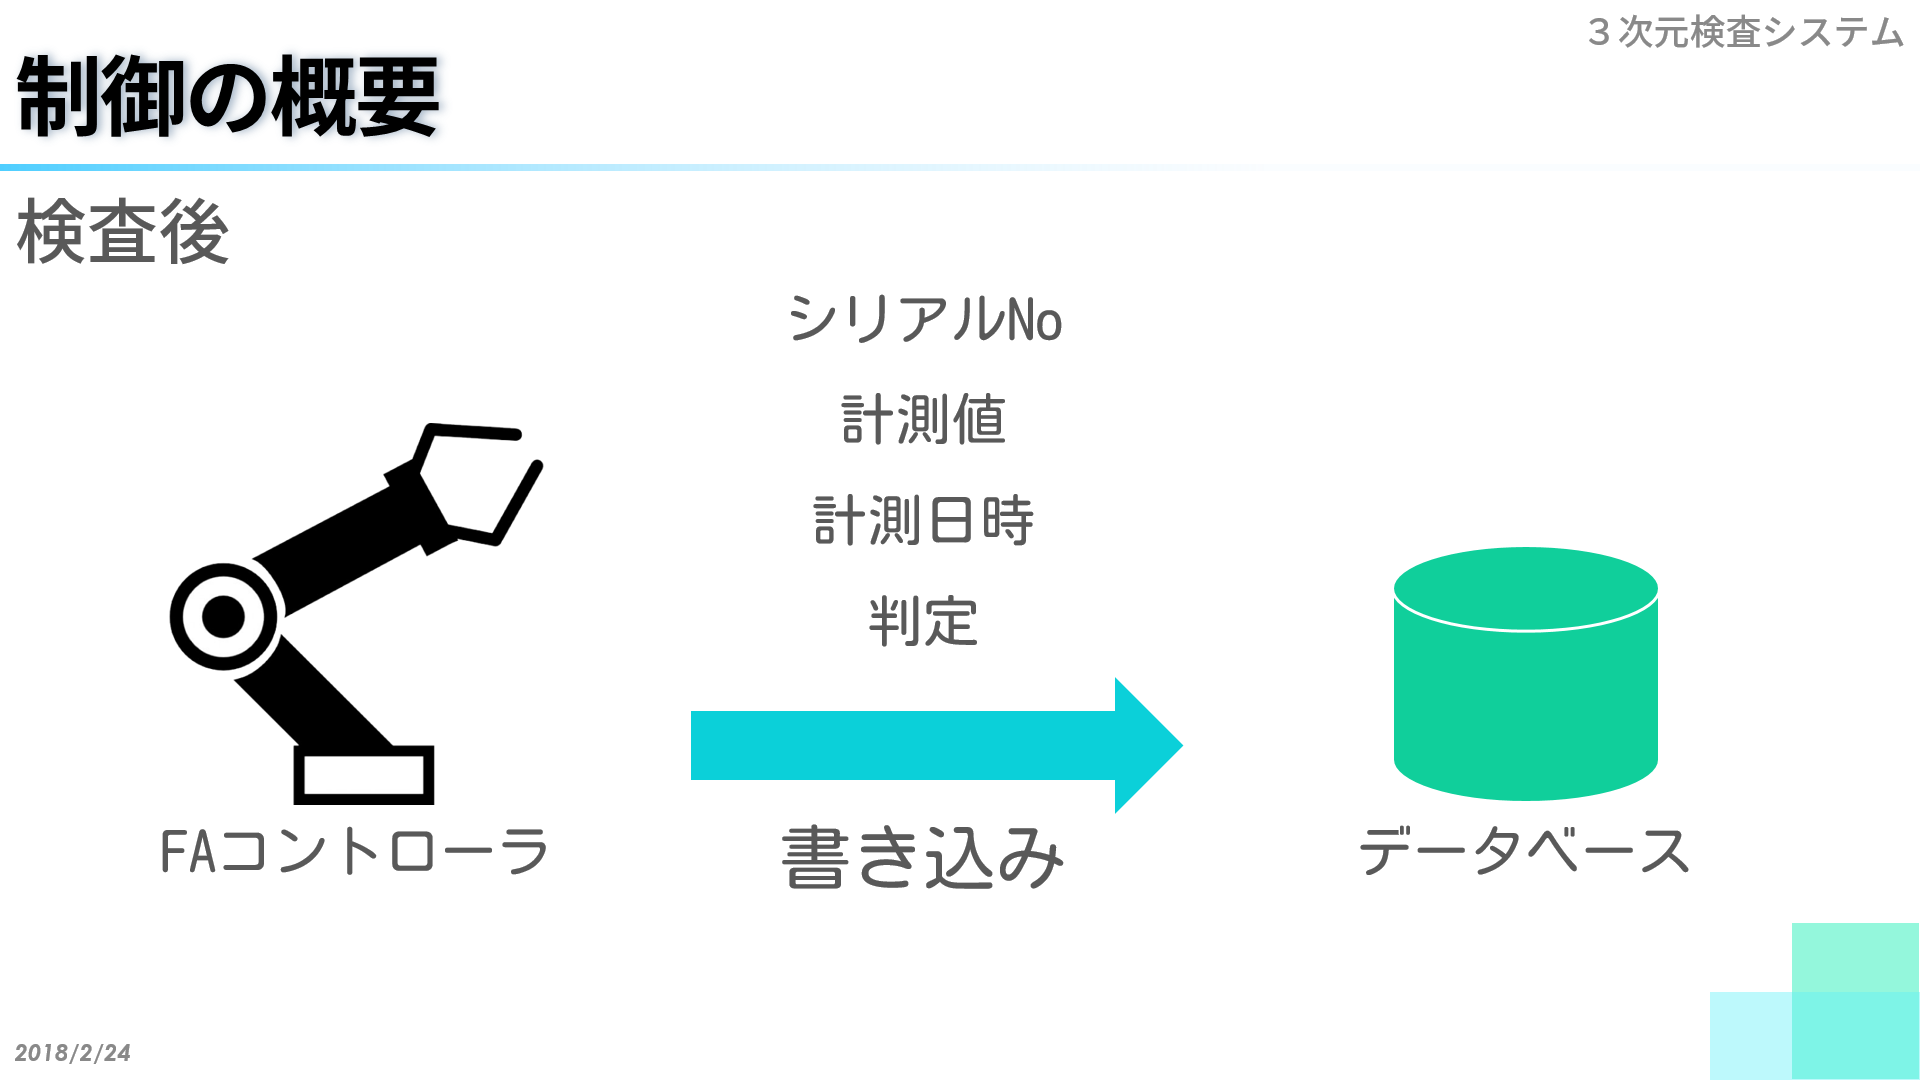 ３次元検査システム
制御の概要
検査後
シリアルNo
計測値
計測日時
判定
FAコントローラ
書き込み
データベース
2018/2/24